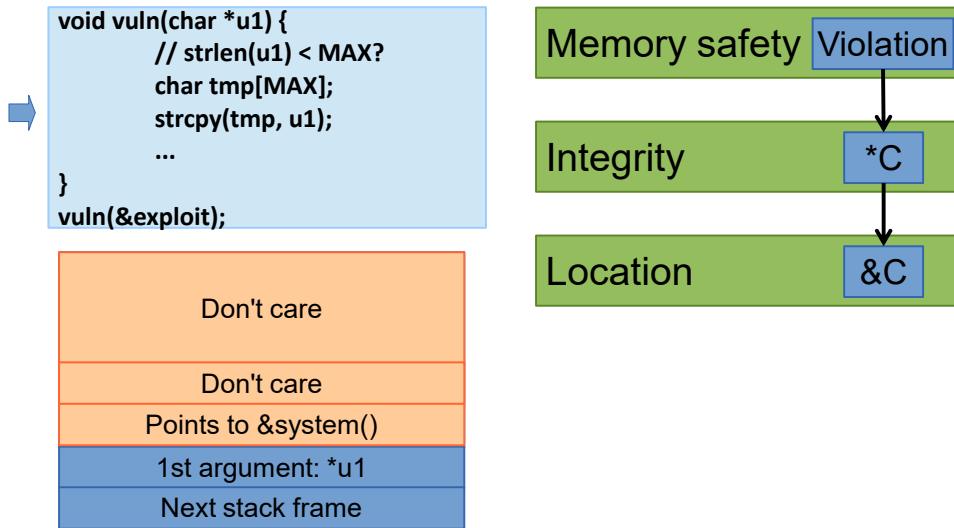 void vuln(char *u1) {
// strlen(u1) < MAX?
char tmp[MAX];
strcpy(tmp, u1);
...
}
vuln(&exploit);
Don't care
Don't care
Points to &system()
1st argument: *u1
Next stack frame
Memory safety Violation
Integrity *C
Location &C